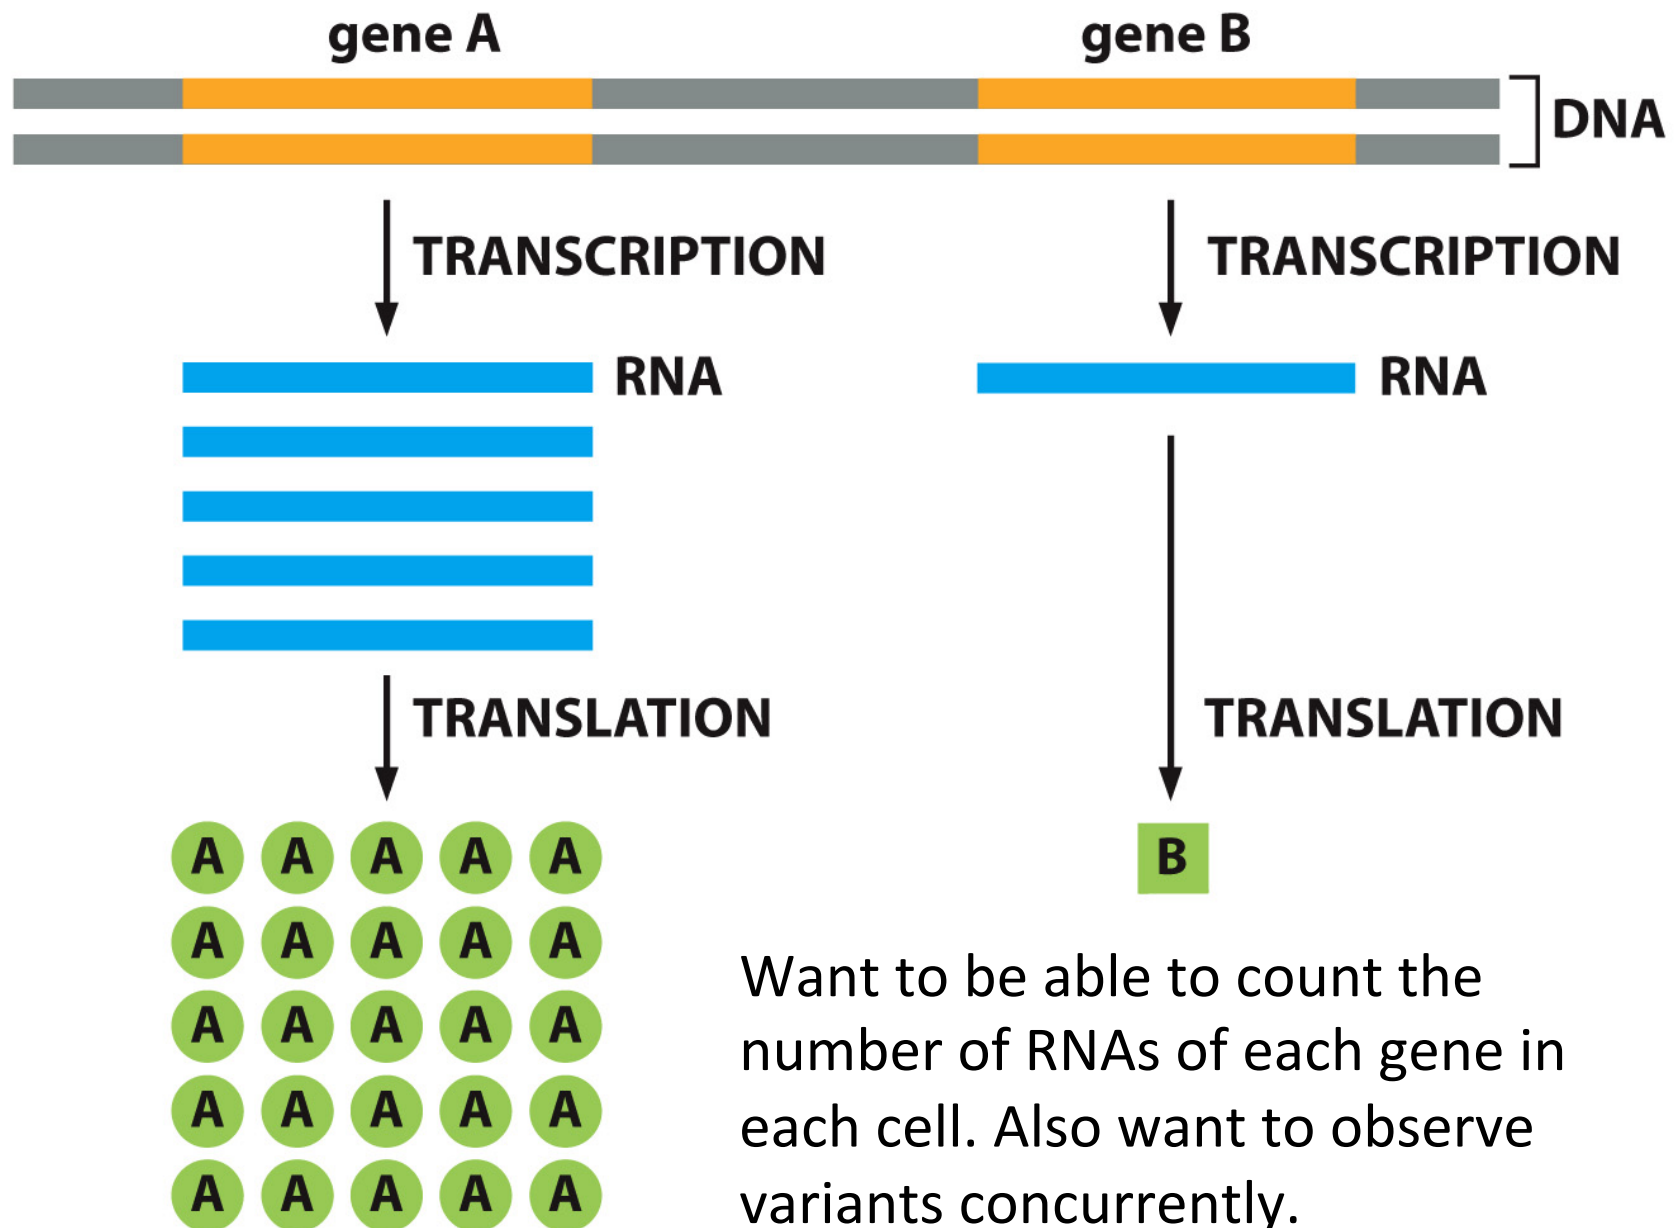 gene A
gene B
DNA
TRANSCRIPTION
TRANSCRIPTION
RNA
RNA
TRANSLATION
TRANSLATION
A A A A A
B
A A A A A
A A A A A
A A A A A
A A A A A
Want to be able to count the
number of RNAs of each gene in
each cell. Also want to observe
variants concurrently.